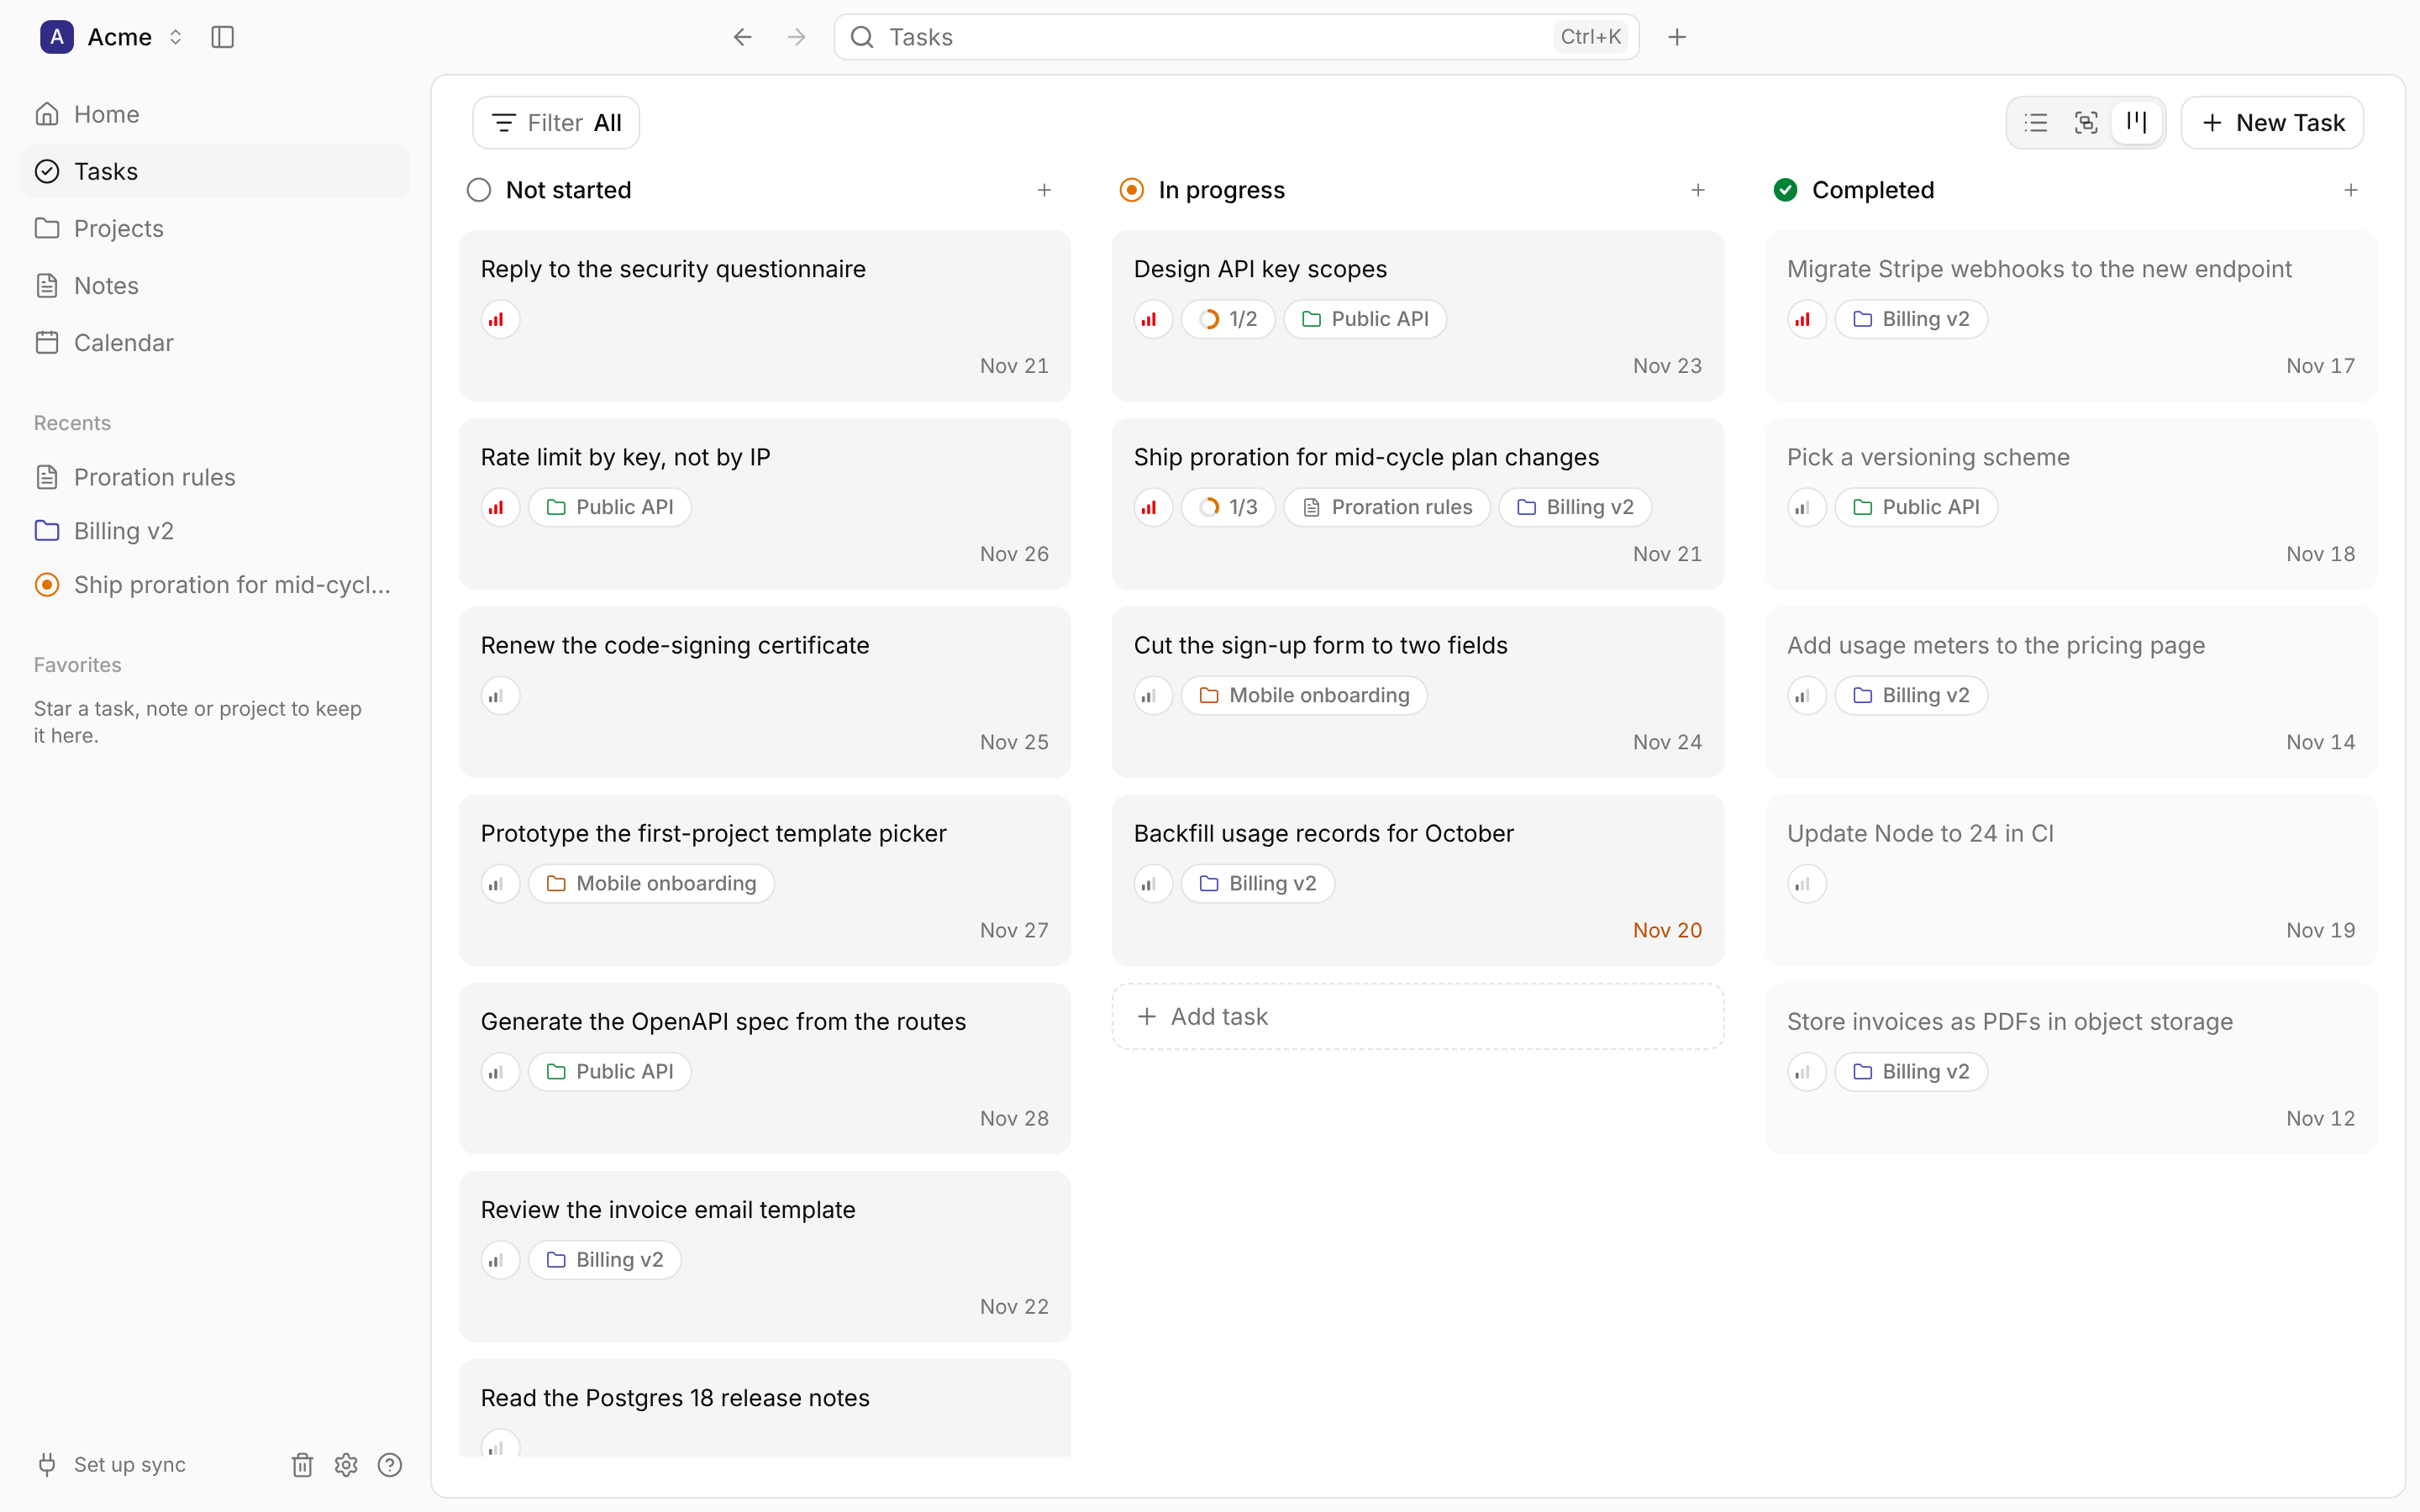 A Acme
Tasks Ctrl+K
Home
Tasks
Projects
Notes
Calendar
Recents
Proration rules
Billing v2
Ship proration for mid-cycl...
Favorites
Star a task, note or project to keep
it here.
Set up sync
Filter All
New Task
Not started
Reply to the security questionnaire
Nov 21
Rate limit by key, not by IP
Public API
Nov 26
Renew the code-signing certificate
Nov 25
Prototype the first-project template picker
Mobile onboarding
Nov 27
Generate the OpenAPI spec from the routes
Public API
Nov 28
Review the invoice email template
Billing v2
Nov 22
Read the Postgres 18 release notes
In progress
Design API key scopes
1/2 Public API
Nov 23
Ship proration for mid-cycle plan changes
1/3 Proration rules Billing v2
Nov 21
Cut the sign-up form to two fields
Mobile onboarding
Nov 24
Backfill usage records for October
Billing v2
Nov 20
Add task
Completed
Migrate Stripe webhooks to the new endpoint
Billing v2
Nov 17
Pick a versioning scheme
Public API
Nov 18
Add usage meters to the pricing page
Billing v2
Nov 14
Update Node to 24 in CI
Nov 19
Store invoices as PDFs in object storage
Billing v2
Nov 12